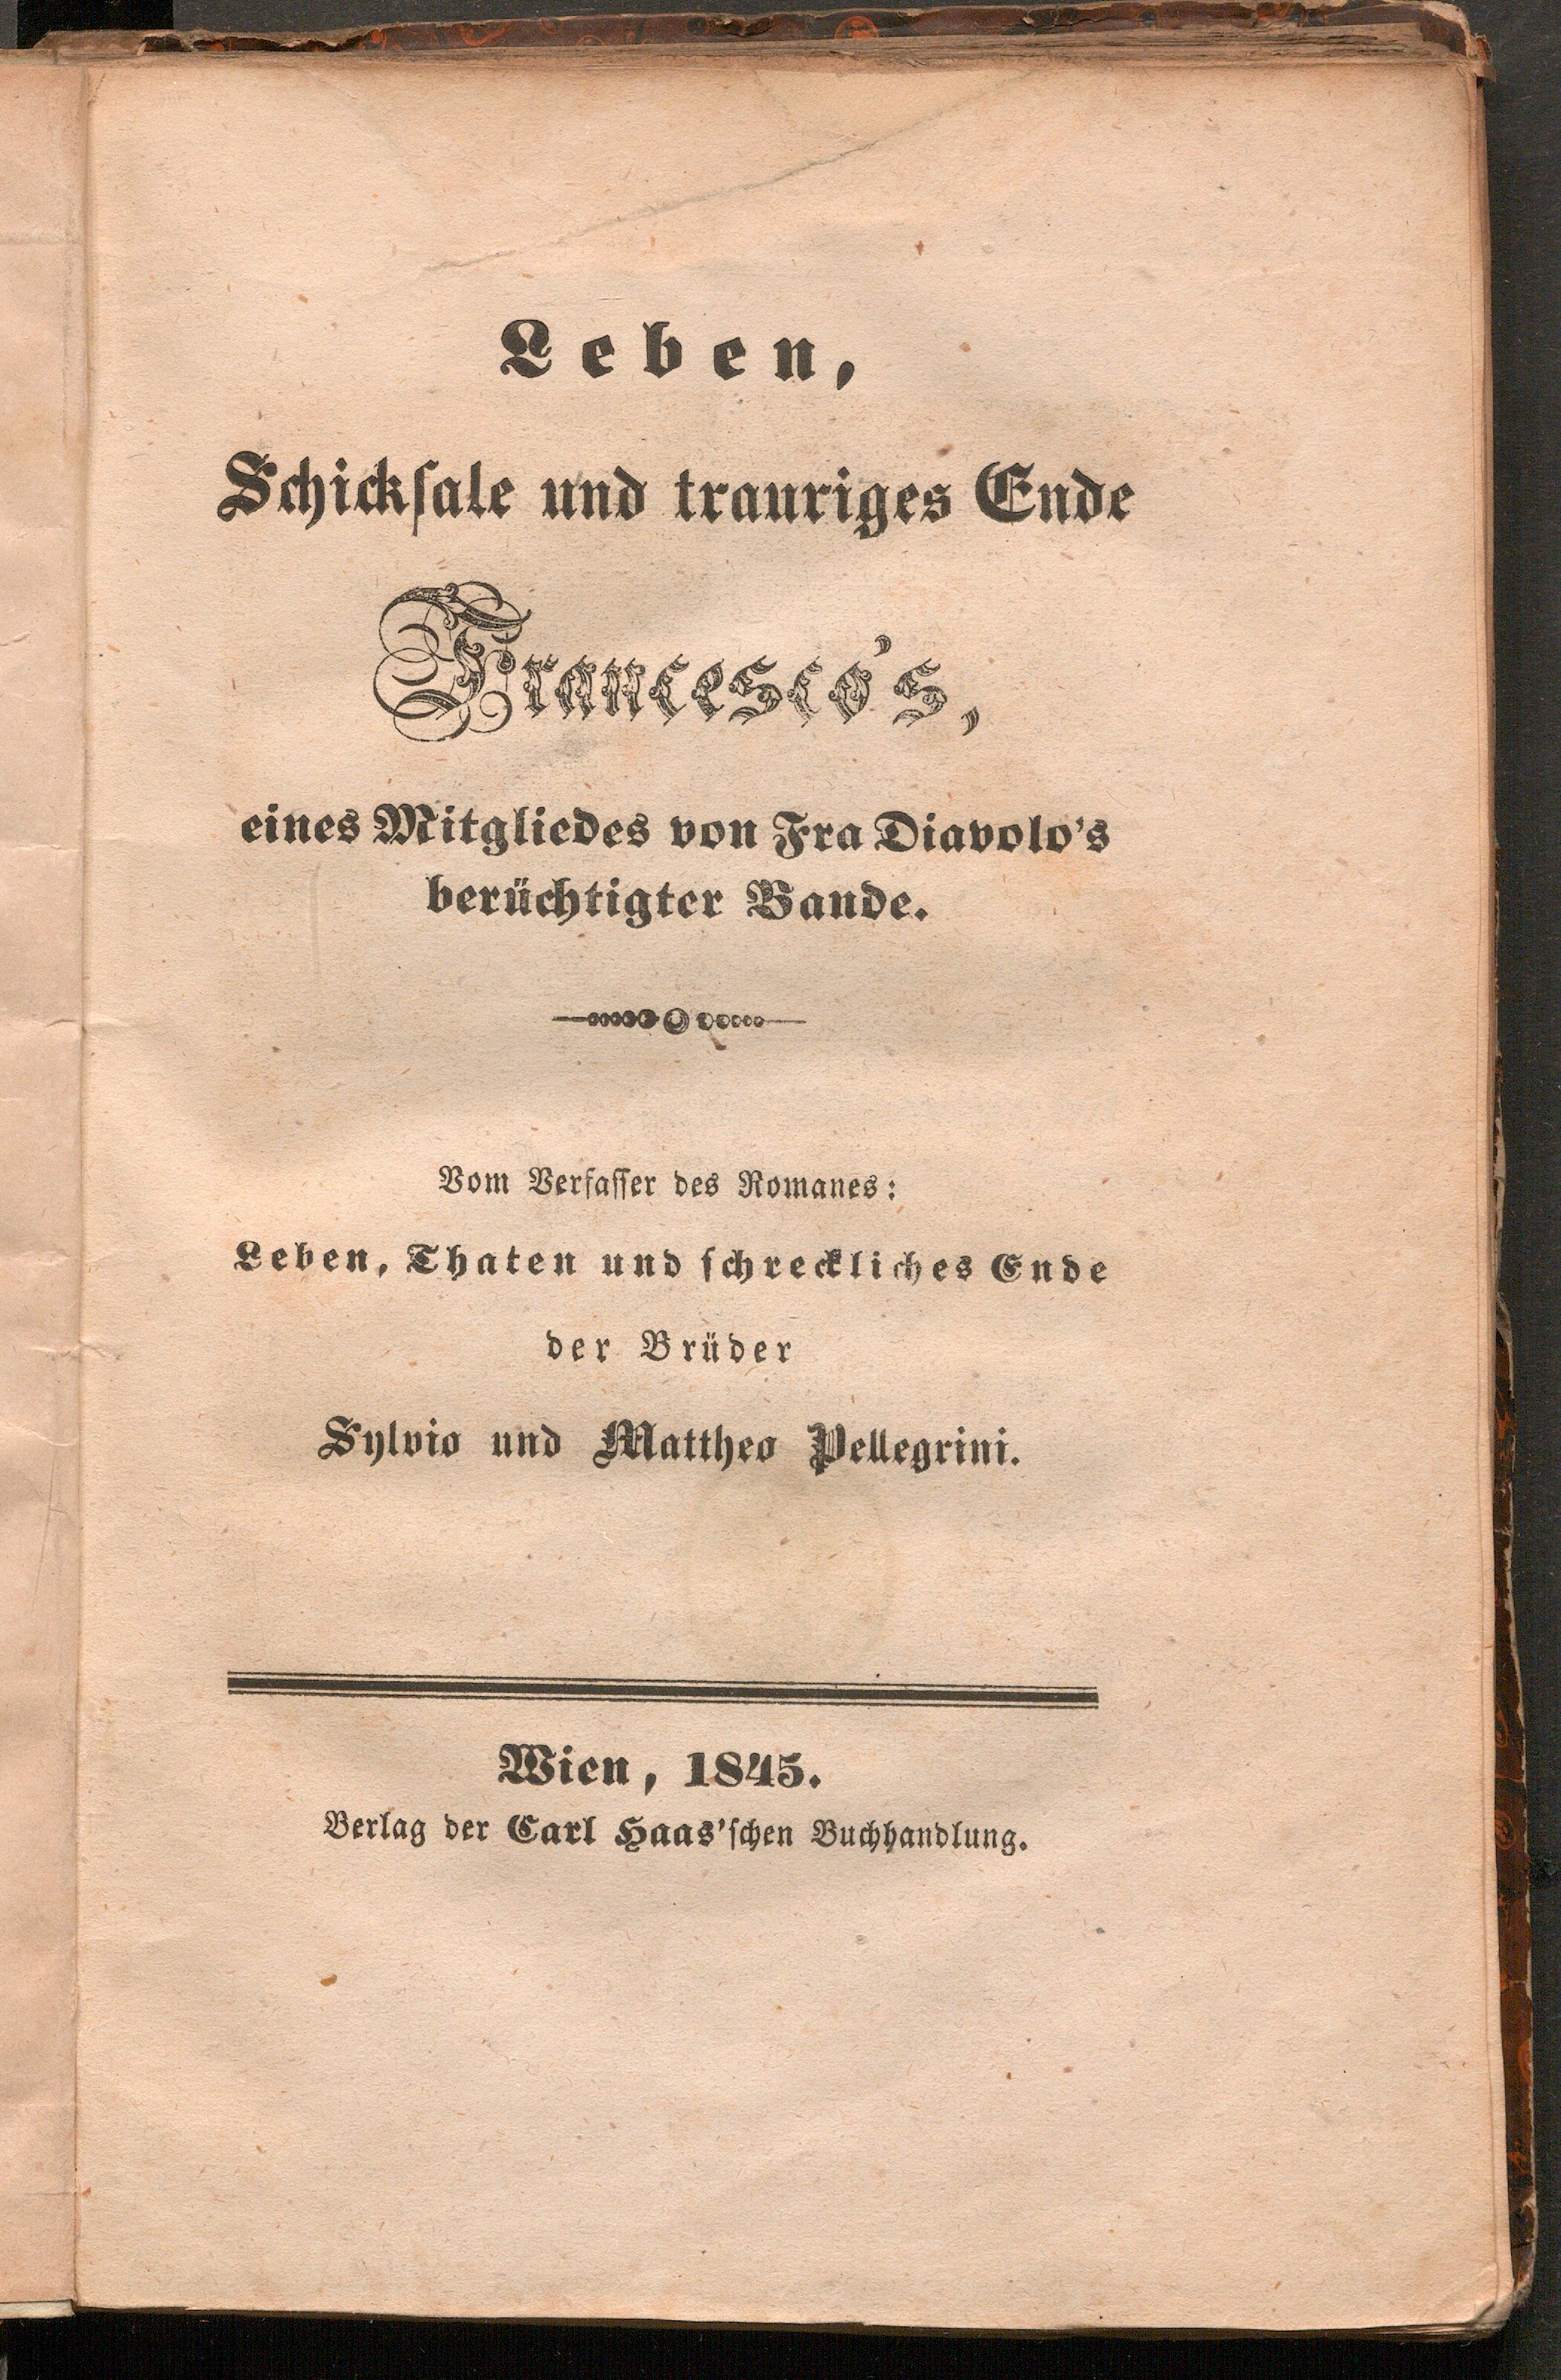 Leben,
Schickſale und trauriges Ende
Francesco's,
eines Mitgliedes von Fra Diavolo's
berüchtigter Bande.
Vom Verfaſſer des Romanes:
Leben, Thaten und ſchreckliches Ende
der Brüder
Sylvio und Mattheo Pellegrini.
Wien, 1845.
Verlag der Carl Haas'ſchen Buchhandlung.